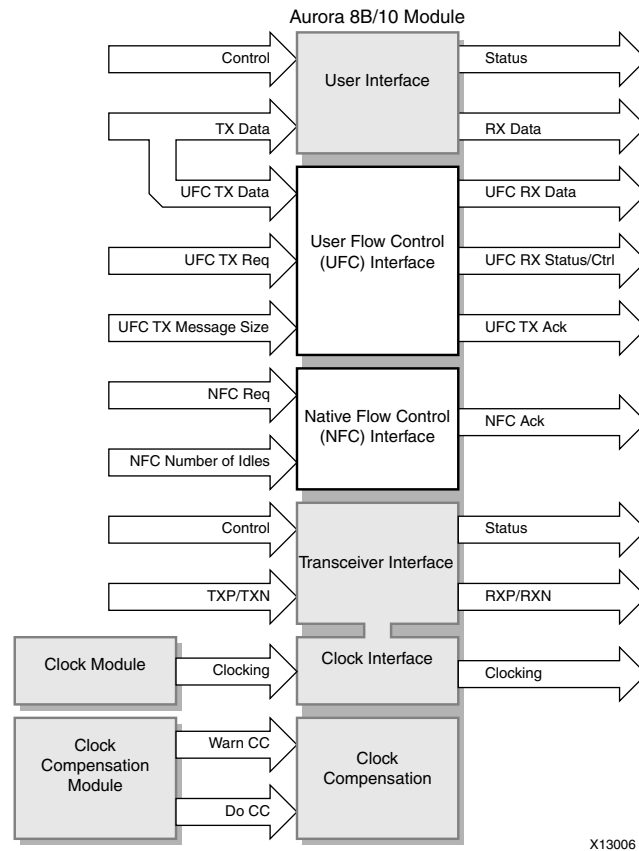 Aurora 8B/10 Module
Control
User Interface
Status
TX Data
RX Data
UFC TX Data
UFC RX Data
UFC TX Req
User Flow Control
(UFC) Interface
UFC RX Status/Ctrl
UFC TX Message Size
UFC TX Ack
NFC Req
Native Flow Control
(NFC) Interface
NFC Ack
NFC Number of Idles
Control
Status
Transceiver Interface
TXP/TXN
RXP/RXN
Clock Module
Clocking
Clock Interface
Clocking
Clock
Compensation
Module
Warn CC
Do CC
Clock
Compensation
X13006